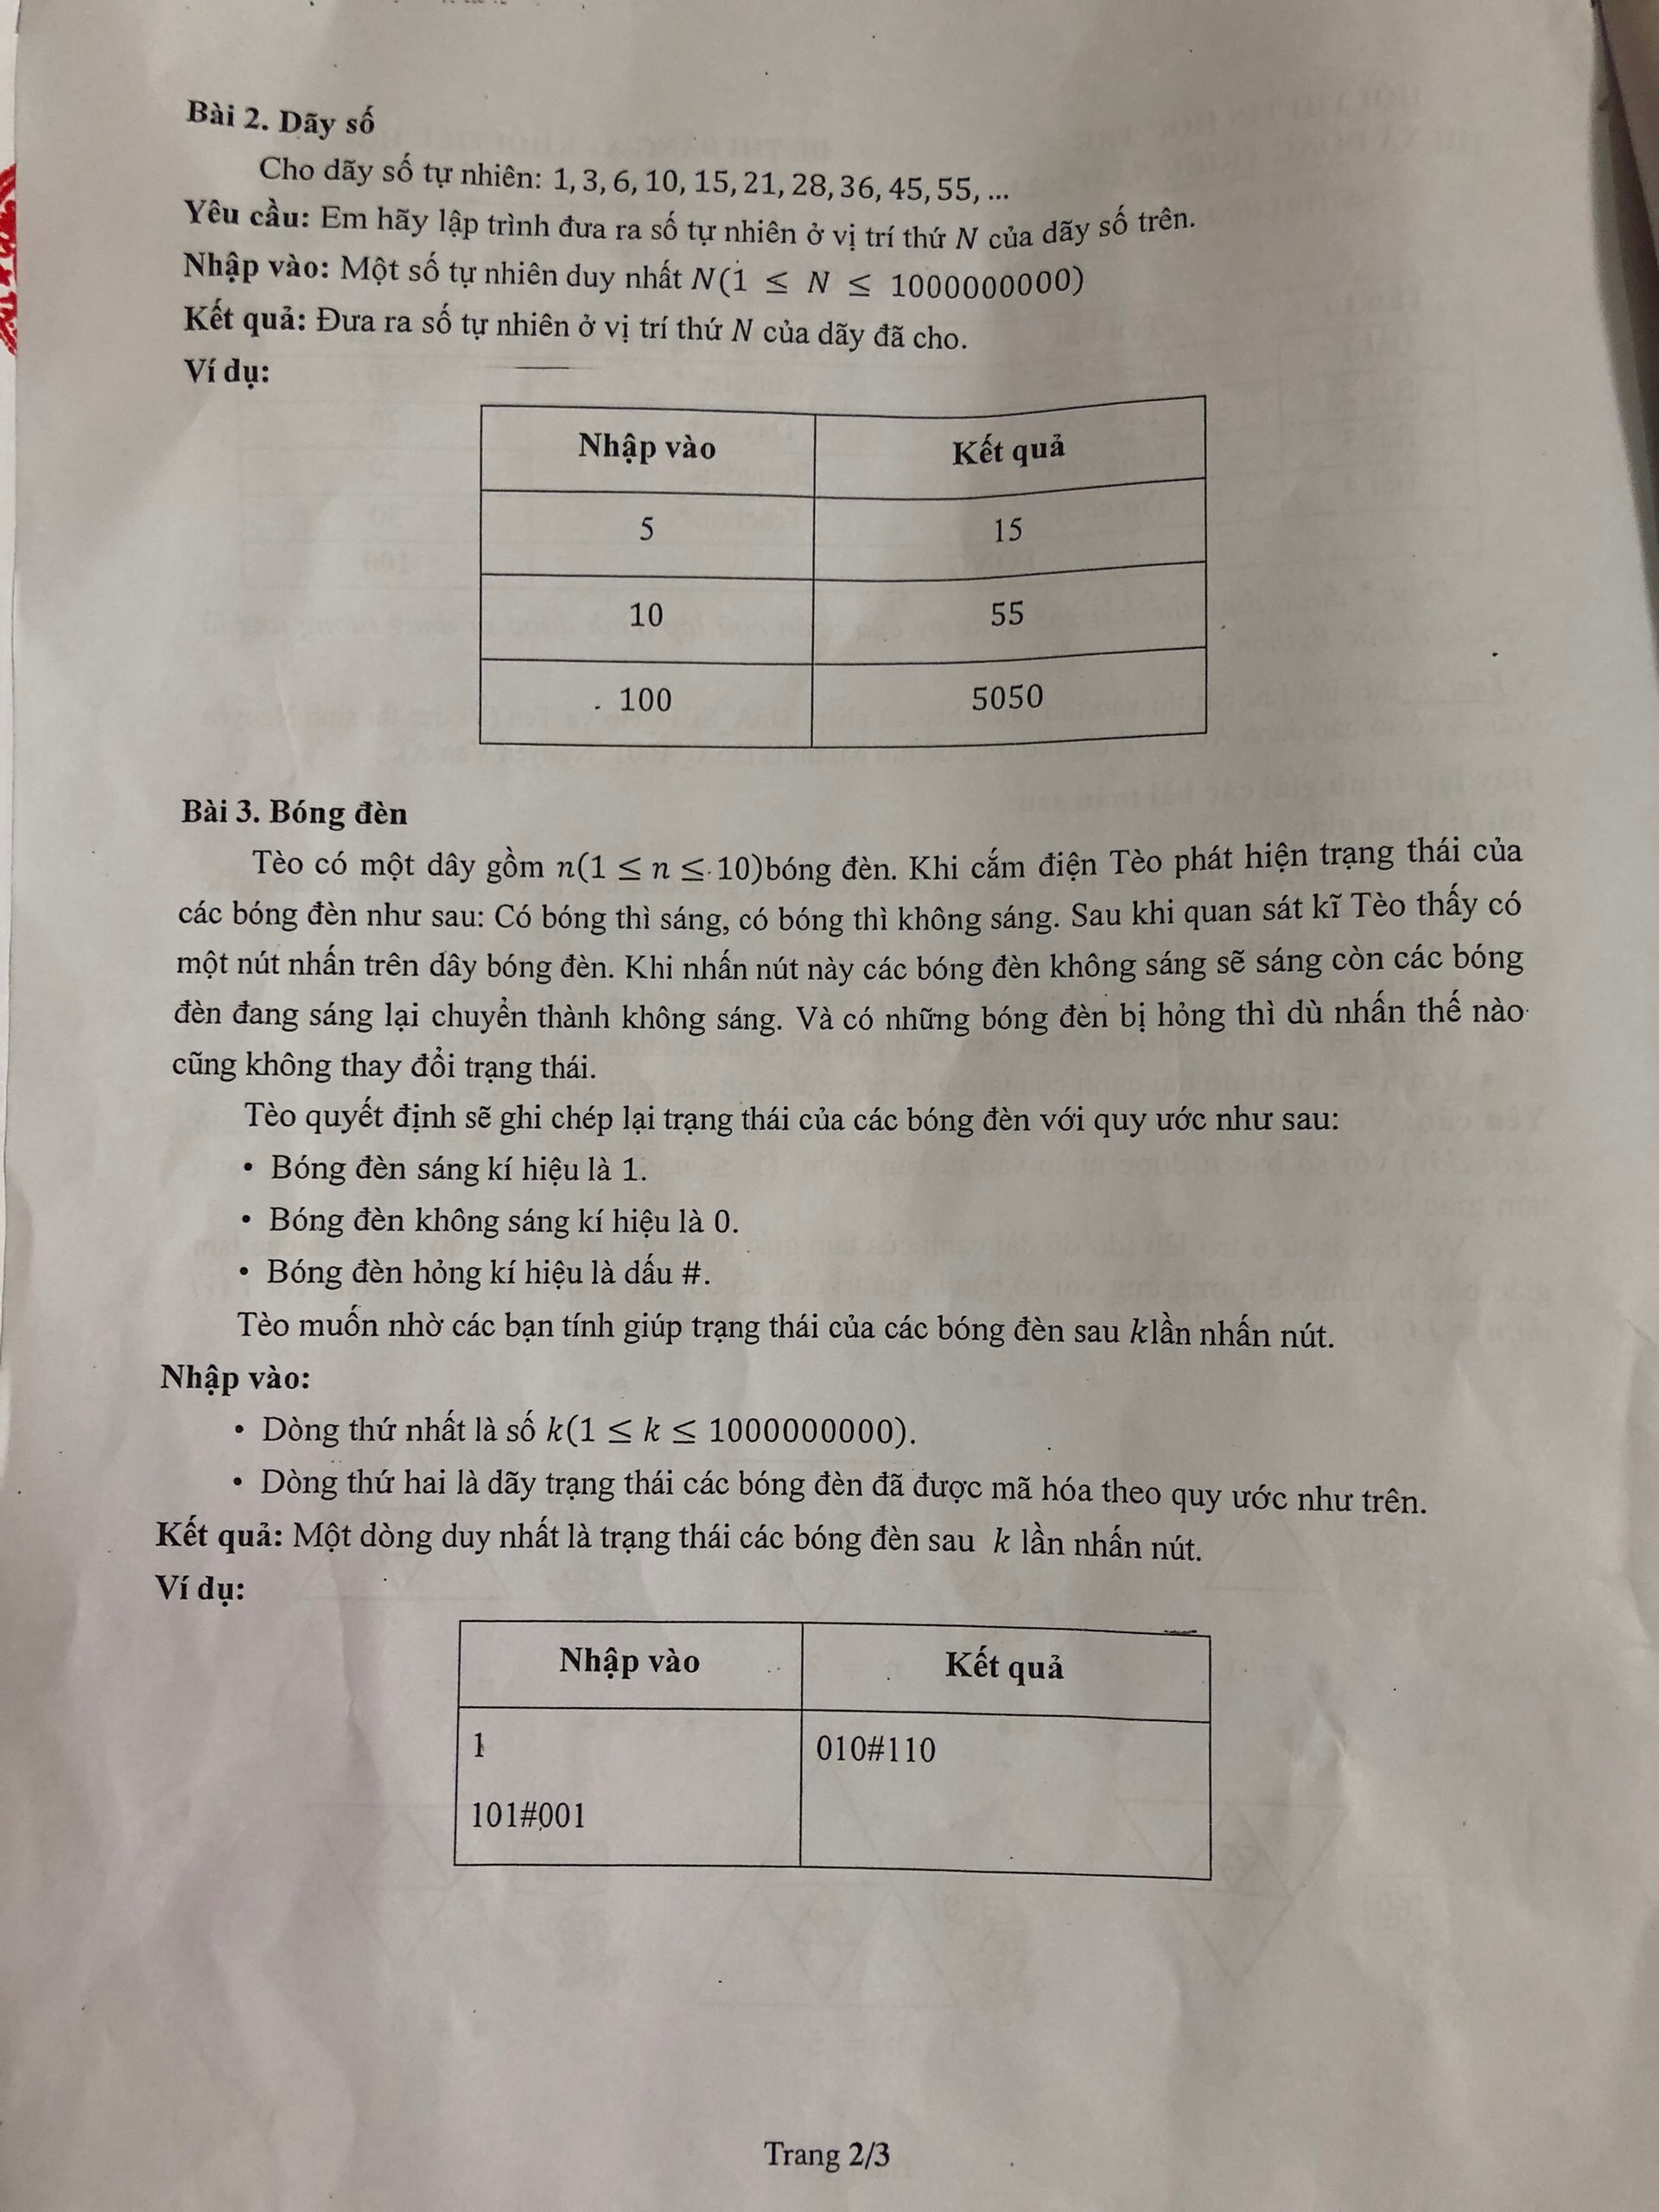 Bài 2. Dãy số
Cho dãy số tự nhiên: 1, 3, 6, 10, 15, 21, 28, 36, 45, 55, ...
Yêu cầu: Em hãy lập trình đưa ra số tự nhiên ở vị trí thứ N của dãy số trên.
Nhập vào: Một số tự nhiên duy nhất N(1 ≤ N ≤ 1000000000)
Kết quả: Đưa ra số tự nhiên ở vị trí thứ N của dãy đã cho.
Ví dụ:
Nhập vào Kết quả
5 15
10 55
100 5050
Bài 3. Bóng đèn
Tèo có một dây gồm n(1 ≤ n ≤ 10)bóng đèn. Khi cắm điện Tèo phát hiện trạng thái của
các bóng đèn như sau: Có bóng thì sáng, có bóng thì không sáng. Sau khi quan sát kĩ Tèo thấy có
một nút nhấn trên dây bóng đèn. Khi nhấn nút này các bóng đèn không sáng sẽ sáng còn các bóng
đèn đang sáng lại chuyển thành không sáng. Và có những bóng đèn bị hỏng thì dù nhấn thế nào
cũng không thay đổi trạng thái.
Tèo quyết định sẽ ghi chép lại trạng thái của các bóng đèn với quy ước như sau:
• Bóng đèn sáng kí hiệu là 1.
• Bóng đèn không sáng kí hiệu là 0.
• Bóng đèn hỏng kí hiệu là dấu #.
Tèo muốn nhờ các bạn tính giúp trạng thái của các bóng đèn sau klần nhấn nút.
Nhập vào:
• Dòng thứ nhất là số k(1 ≤ k ≤ 1000000000).
• Dòng thứ hai là dãy trạng thái các bóng đèn đã được mã hóa theo quy ước như trên.
Kết quả: Một dòng duy nhất là trạng thái các bóng đèn sau k lần nhấn nút.
Ví dụ:
Nhập vào Kết quả
1 010#110
101#001
Trang 2/3